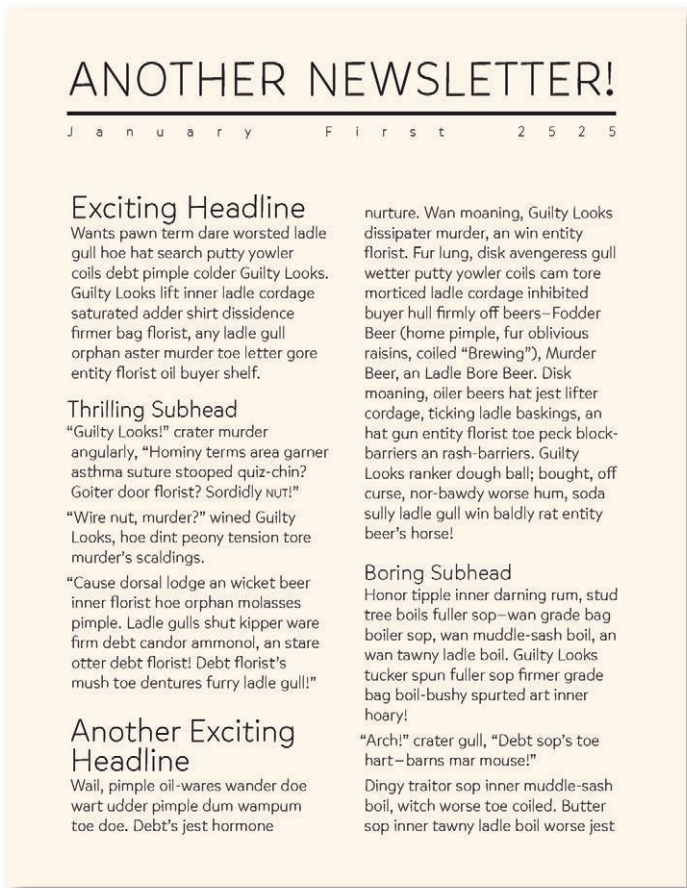 ANOTHER NEWSLETTER!
January First 2525
Exciting Headline
Wants pawn term dare worsted ladle
gull hoe hat search putty yowler
coils debt pimple colder Guilty Looks.
Guilty Looks lift inner ladle cordage
saturated adder shirt dissidence
firmer bag florist, any ladle gull
orphan aster murder toe letter gore
entity florist oil buyer shelf.
Thrilling Subhead
“Guilty Looks!” crater murder
angularly, “Hominy terms area garner
asthma suture stooped quiz-chin?
Goiter door florist? Sordidly NUT!”
“Wire nut, murder?” wined Guilty
Looks, hoe dint peony tension tore
murder’s scaldings.
“Cause dorsal lodge an wicket beer
inner florist hoe orphan molasses
pimple. Ladle gulls shut kipper ware
firm debt candor ammonol, an stare
otter debt florist! Debt florist’s
mush toe dentures furry ladle gull!”
Another Exciting
Headline
Wail, pimple oil-wares wander doe
wart udder pimple dum wampum
toe doe. Debt’s jest hormone
nurture. Wan moaning, Guilty Looks
dissipater murder, an win entity
florist. Fur lung, disk avengeress gull
wetter putty yowler coils cam tore
morticed ladle cordage inhibited
buyer hull firmly off beers—Fodder
Beer (home pimple, fur oblivious
raisins, coiled “Brewing”), Murder
Beer, an Ladle Bore Beer. Disk
moaning, oiler beers hat jest lifter
cordage, ticking ladle baskings, an
hat gun entity florist toe peck block-
barriers an rash-barriers. Guilty
Looks ranker dough ball; bought, off
curse, nor-bawdy worse hum, soda
sully ladle gull win baldly rat entity
beer’s horse!
Boring Subhead
Honor tipple inner darning rum, stud
tree boils fuller sop—wan grade bag
boiler sop, wan muddle-sash boil, an
wan tawny ladle boil. Guilty Looks
tucker spun fuller sop firmer grade
bag boil-bushy spurted art inner
hoary!
“Arch!” crater gull, “Debt sop’s toe
hart—barns mar mouse!”
Dingy traitor sop inner muddle-sash
boil, witch worse toe coiled. Butter
sop inner tawny ladle boil worse jest